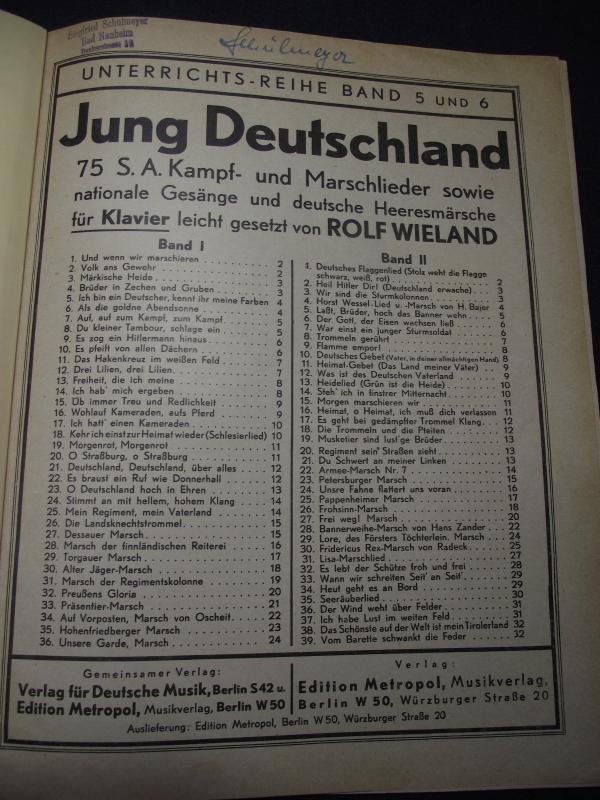 Siegfried Schülmeyer
Bad Nauheim
Schülmeyer
UNTERRICHTS-REIHE BAND 5 UND 6
Jung Deutschland
75 S. A. Kampf- und Marschlieder sowie
nationale Gesänge und deutsche Heeresmärsche
für Klavier leicht gesetzt von ROLF WIELAND
Band I
1. Und wenn wir marschieren . . . . . . . . . . 2
2. Volk ans Gewehr . . . . . . . . . . 2
3. Märkische Heide . . . . . . . . . . 3
4. Brüder in Zechen und Gruben . . . . . . 3
5. Ich bin ein Deutscher, kennt ihr meine Farben 4
6. Als die goldne Abendsonne . . . . . . . 4
7. Auf, auf zum Kampf, zum Kampf . . . . . 5
8. Du kleiner Tambour, schlage ein . . . . . 5
9. Es zog ein Hitlermann hinaus . . . . . . 6
10. Es pfeift von allen Dächern . . . . . . 6
11. Das Hakenkreuz im weißen Feld . . . . . 7
12. Drei Lilien, drei Lilien . . . . . . . . 7
13. Freiheit, die ich meine . . . . . . . . 8
14. Ich hab' mich ergeben . . . . . . . . 8
15. Üb immer Treu und Redlichkeit . . . . . 9
16. Wohlauf Kameraden, aufs Pferd . . . . . 9
17. Ich hatt' einen Kameraden . . . . . . . 10
18. Kehr ich einst zur Heimat wieder (Schlesierlied) 10
19. Morgenrot, Morgenrot . . . . . . . . . 11
20. O Straßburg, o Straßburg . . . . . . . 11
21. Deutschland, Deutschland, über alles . . . . 12
22. Es braust ein Ruf wie Donnerhall . . . . 12
23. O Deutschland hoch in Ehren . . . . . . 13
24. Stimmt an mit hellem, hohem Klang . . . . 14
25. Mein Regiment, mein Vaterland . . . . . 14
26. Die Landsknechtstrommel . . . . . . . . 15
27. Dessauer Marsch . . . . . . . . . . 15
28. Marsch der finnländischen Reiterei . . . . 16
29. Torgauer Marsch . . . . . . . . . . 17
30. Alter Jäger-Marsch . . . . . . . . . 18
31. Marsch der Regimentskolonne . . . . . . 19
32. Preußens Gloria . . . . . . . . . . 20
33. Präsentier-Marsch . . . . . . . . . . 21
34. Auf Vorposten, Marsch von Oscheit . . . . 22
35. Hohenfriedberger Marsch . . . . . . . . 23
36. Unsere Garde, Marsch . . . . . . . . . 24
Band II
1. Deutsches Flaggenlied (Stolz weht die Flagge
schwarz, weiß, rot) . . . . . . . . . . 2
2. Heil Hitler Dir! (Deutschland erwache) . . . . 3
3. Wir sind die Sturmkolonnen . . . . . . . 3
4. Horst Wessel-Lied u. -Marsch von H. Bajer 4
5. Laßt, Brüder, hoch das Banner wehn . . . . 5
6. Der Gott, der Eisen wachsen ließ . . . . . 6
7. War einst ein junger Sturmsoldat . . . . . 6
8. Trommeln gerührt . . . . . . . . . . 7
9. Flamme empor! . . . . . . . . . . 8
10. Deutsches Gebet (Vater, in deiner allmächtigen Hand) 8
11. Heimat-Gebet (Das Land meiner Väter) . . . 9
12. Was ist des Deutschen Vaterland . . . . . 9
13. Heidelied (Grün ist die Heide) . . . . . 10
14. Steh' ich in finstrer Mitternacht . . . . 10
15. Morgen marschieren wir . . . . . . . . 11
16. Heimat, o Heimat, ich muß dich verlassen 11
17. Es geht bei gedämpfter Trommel Klang . . . 12
18. Die Trommeln und die Pfeifen . . . . . . 12
19. Musketier sind lust'ge Brüder . . . . . . 13
20. Regiment sein' Straßen zieht . . . . . . 13
21. Du Schwert an meiner Linken . . . . . . 13
22. Armee-Marsch Nr. 7 . . . . . . . . . 14
23. Petersburger Marsch . . . . . . . . . 15
24. Unsre Fahne flattert uns voran . . . . . 16
25. Pappenheimer Marsch . . . . . . . . . 17
26. Frohsinn-Marsch . . . . . . . . . . 18
27. Frei weg! Marsch . . . . . . . . . . 20
28. Bannerweihe-Marsch von Hans Zander . . . 22
29. Lore, des Försters Töchterlein. Marsch . . . 24
30. Fridericus Rex-Marsch von Radeck . . . . . 25
31. Lisa-Marschlied . . . . . . . . . . 27
32. Es lebt der Schütze froh und frei . . . . 28
33. Wann wir schreiten Seit' an Seit' . . . . 29
34. Heut geht es an Bord . . . . . . . . 29
35. Seeräuberlied . . . . . . . . . . 30
36. Der Wind weht über Felder . . . . . . . 31
37. Ich habe Lust im weiten Feld . . . . . . 31
38. Das Schönste auf der Welt ist mein Tirolerland 32
39. Vom Barette schwankt die Feder . . . . . 32
Gemeinsamer Verlag:
Verlag für Deutsche Musik, Berlin S 42 u.
Edition Metropol, Musikverlag, Berlin W 50
Verlag:
Edition Metropol, Musikverlag,
Berlin W 50, Würzburger Straße 20
Auslieferung: Edition Metropol, Berlin W 50, Würzburger Straße 20